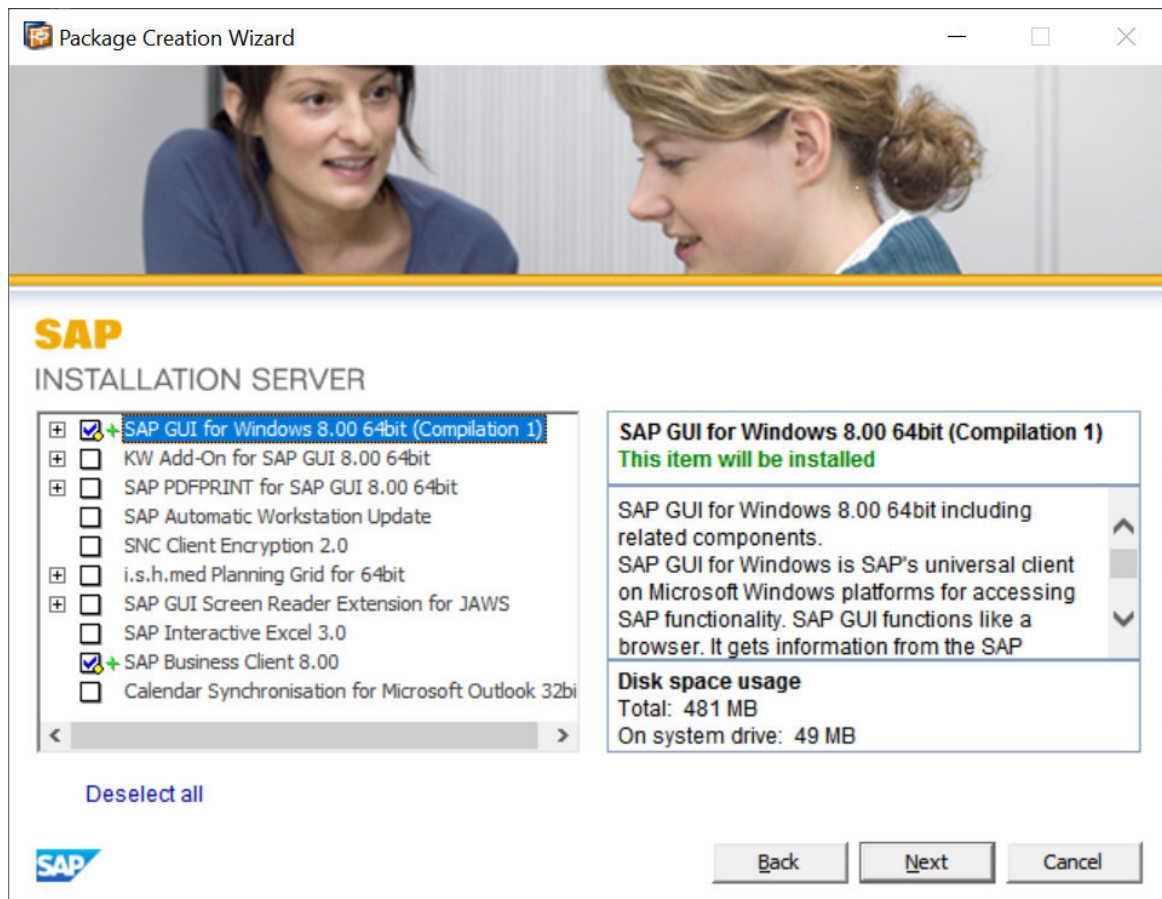 Package Creation Wizard
SAP
INSTALLATION SERVER
SAP GUI for Windows 8.00 64bit (Compilation 1)
KW Add-On for SAP GUI 8.00 64bit
SAP PDFPRINT for SAP GUI 8.00 64bit
SAP Automatic Workstation Update
SNC Client Encryption 2.0
i.s.h.med Planning Grid for 64bit
SAP GUI Screen Reader Extension for JAWS
SAP Interactive Excel 3.0
SAP Business Client 8.00
Calendar Synchronisation for Microsoft Outlook 32bi
SAP GUI for Windows 8.00 64bit (Compilation 1)
This item will be installed
SAP GUI for Windows 8.00 64bit including
related components.
SAP GUI for Windows is SAP's universal client
on Microsoft Windows platforms for accessing
SAP functionality. SAP GUI functions like a
browser. It gets information from the SAP
Disk space usage
Total: 481 MB
On system drive: 49 MB
Deselect all
SAP
Back
Next
Cancel